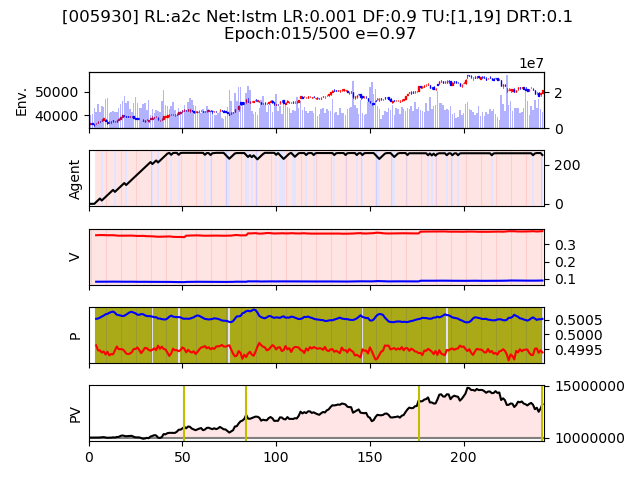 [005930] RL:a2c Net:lstm LR:0.001 DF:0.9 TU:[1,19] DRT:0.1
Epoch:015/500 e=0.97
1e7
Env.
50000
40000
2
0
Agent
200
0
V
0.3
0.2
0.1
P
0.5005
0.5000
0.4995
PV
15000000
10000000
0 50 100 150 200